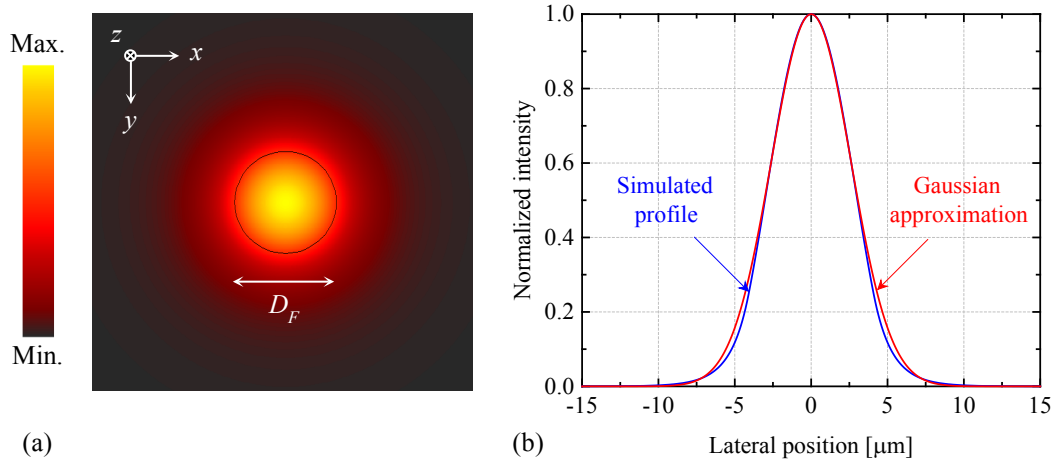 Max.
Min.
z
x
y
D_F
(a)
Normalized intensity
1.0
0.8
0.6
0.4
0.2
0.0
Simulated
profile
Gaussian
approximation
-15 -10 -5 0 5 10 15
Lateral position [μm]
(b)